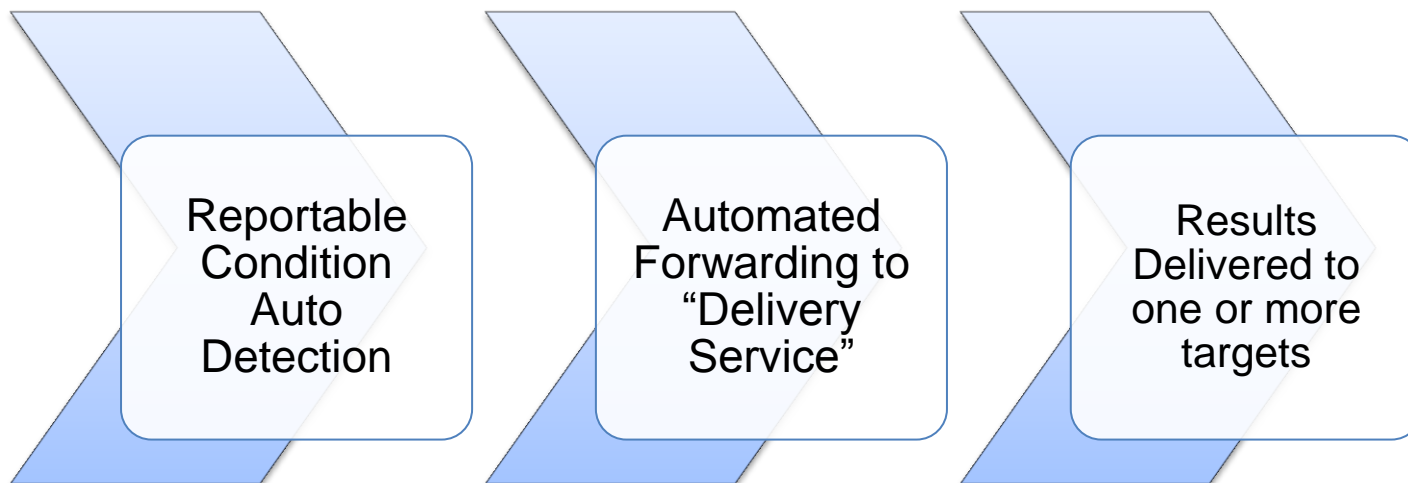 Reportable
Condition
Auto
Detection
Automated
Forwarding to
“Delivery
Service”
Results
Delivered to
one or more
targets